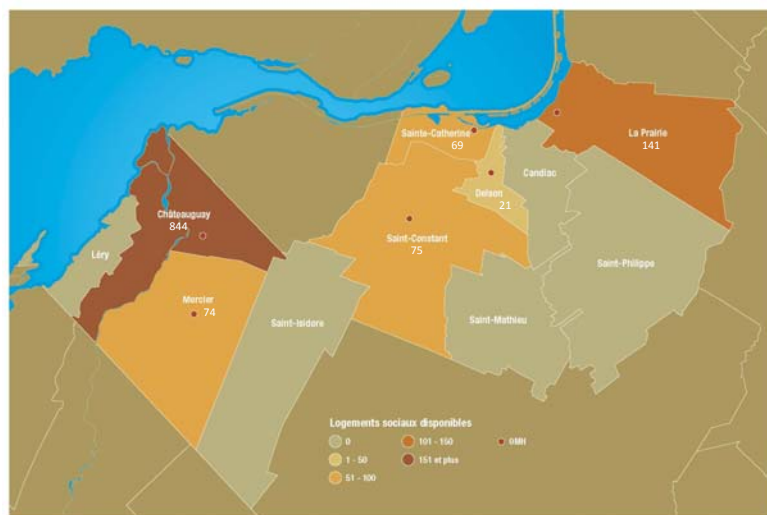 Sainte-Catherine
69
La Prairie
141
Candiac
Delson
21
Châteauguay
844
Léry
Saint-Constant
75
Saint-Philippe
Mercier
74
Saint-Isidore
Saint-Mathieu
Logements sociaux disponibles
0
101 - 150
OMH
1 - 50
151 et plus
51 - 100